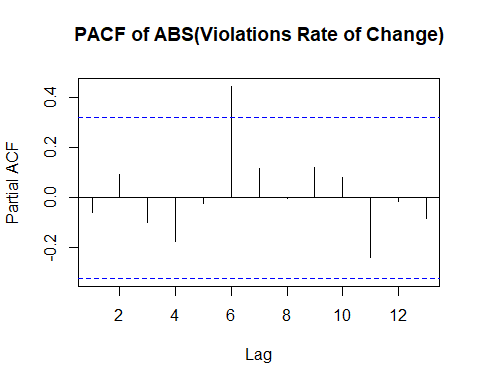 PACF of ABS(Violations Rate of Change)
Partial ACF
0.4
0.2
0.0
-0.2
2 4 6 8 10 12
Lag